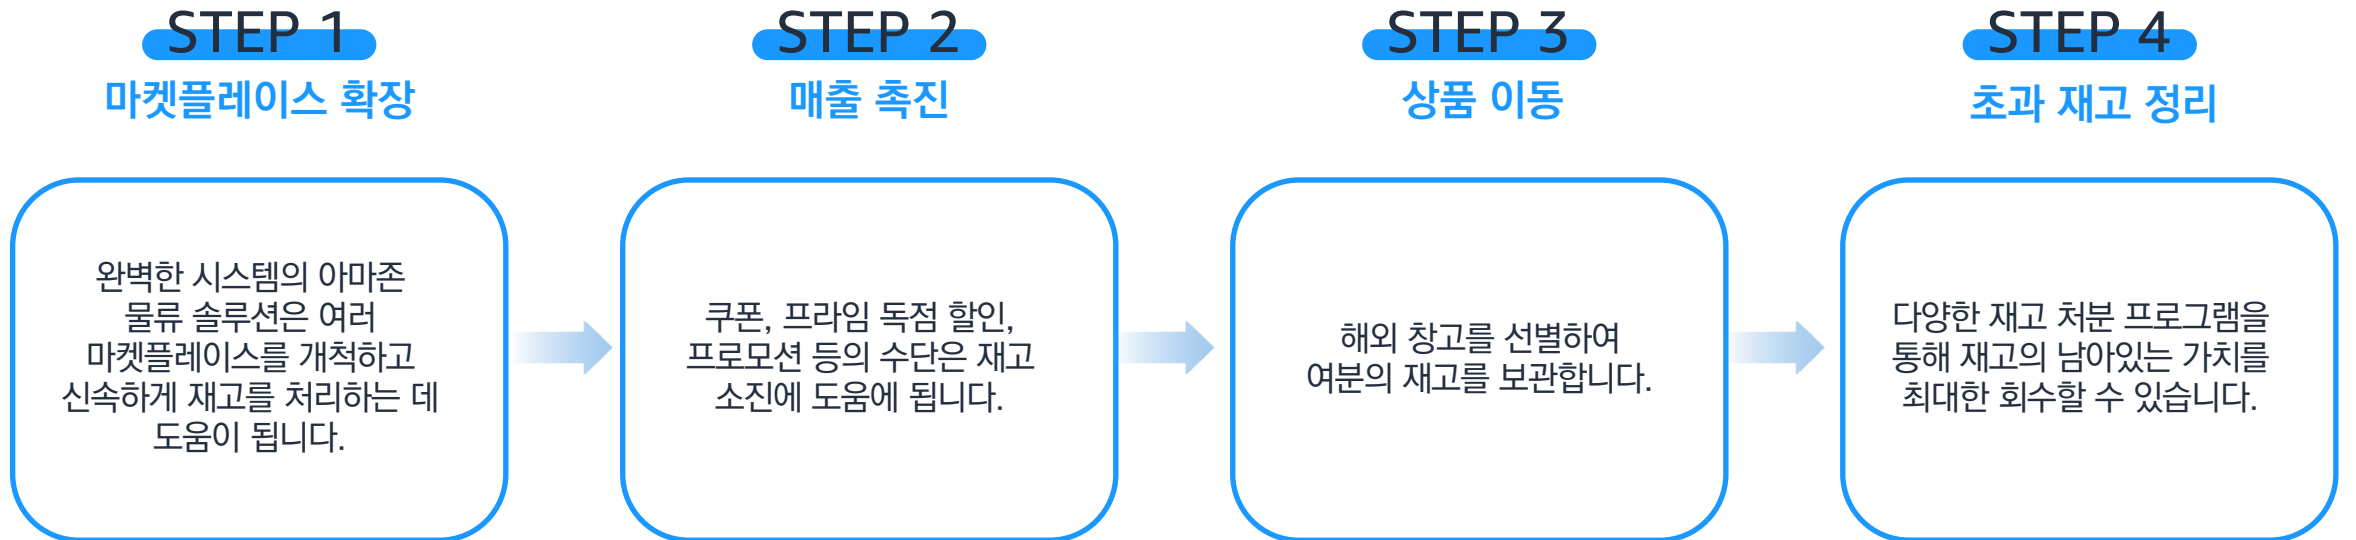 STEP 1
마켓플레이스 확장
완벽한 시스템의 아마존
물류 솔루션은 여러
마켓플레이스를 개척하고
신속하게 재고를 처리하는 데
도움이 됩니다.
STEP 2
매출 촉진
쿠폰, 프라임 독점 할인,
프로모션 등의 수단은 재고
소진에 도움에 됩니다.
STEP 3
상품 이동
해외 창고를 선별하여
여분의 재고를 보관합니다.
STEP 4
초과 재고 정리
다양한 재고 처분 프로그램을
통해 재고의 남아있는 가치를
최대한 회수할 수 있습니다.